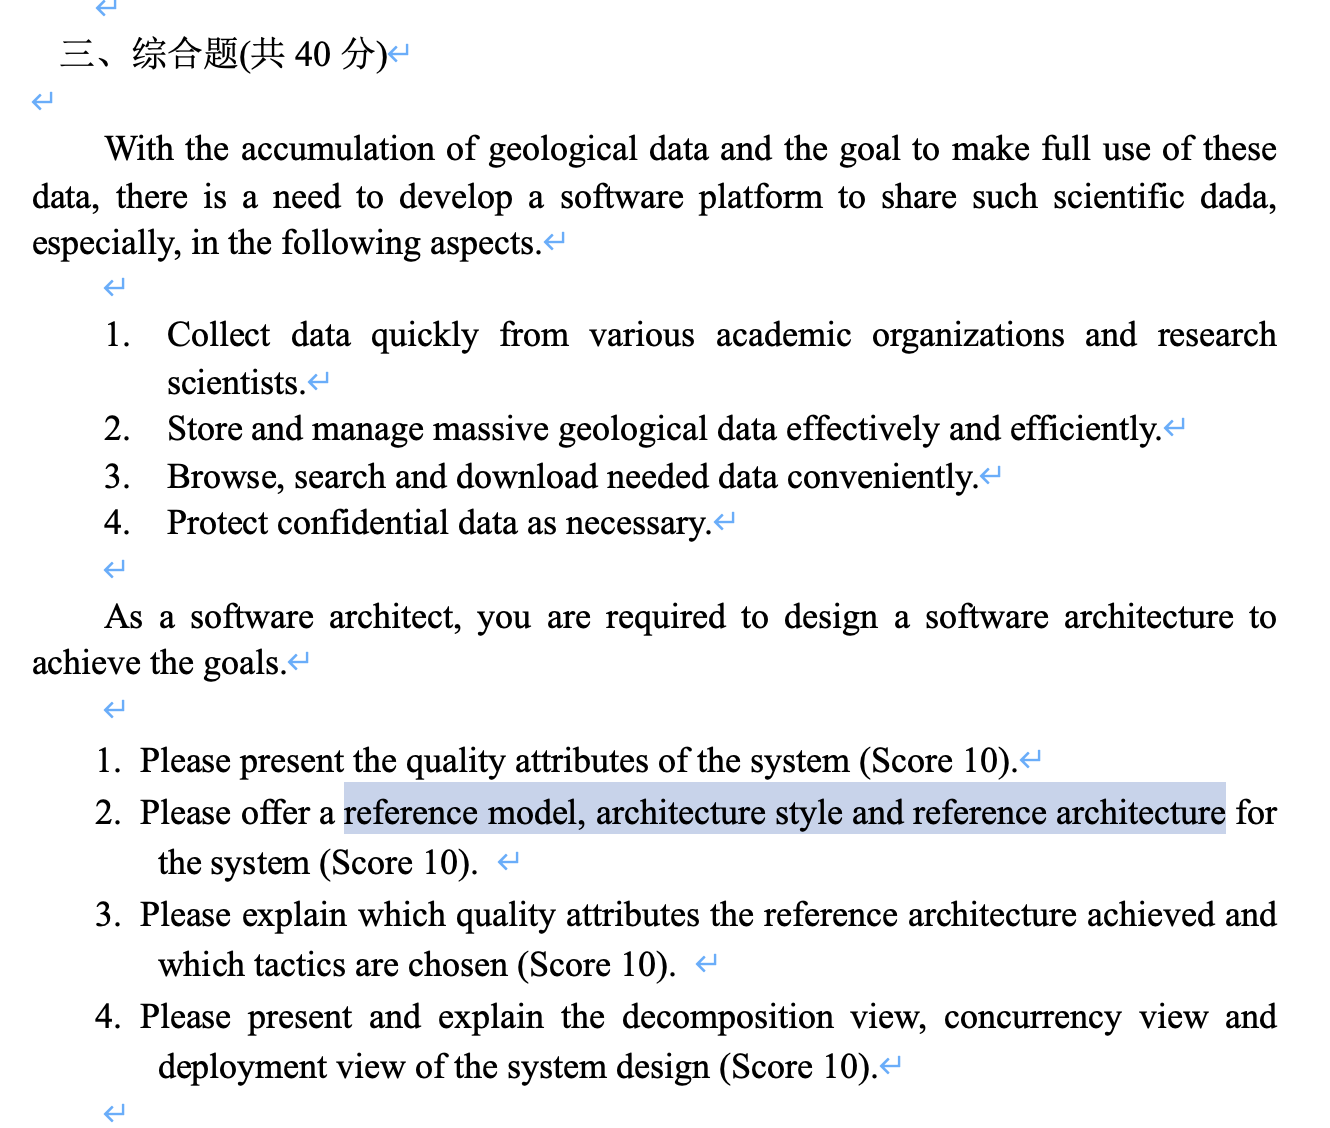 三、综合题(共 40 分)
With the accumulation of geological data and the goal to make full use of these
data, there is a need to develop a software platform to share such scientific dada,
especially, in the following aspects.
1. Collect data quickly from various academic organizations and research
scientists.
2. Store and manage massive geological data effectively and efficiently.
3. Browse, search and download needed data conveniently.
4. Protect confidential data as necessary.
As a software architect, you are required to design a software architecture to
achieve the goals.
1. Please present the quality attributes of the system (Score 10).
2. Please offer a reference model, architecture style and reference architecture for
the system (Score 10).
3. Please explain which quality attributes the reference architecture achieved and
which tactics are chosen (Score 10).
4. Please present and explain the decomposition view, concurrency view and
deployment view of the system design (Score 10).